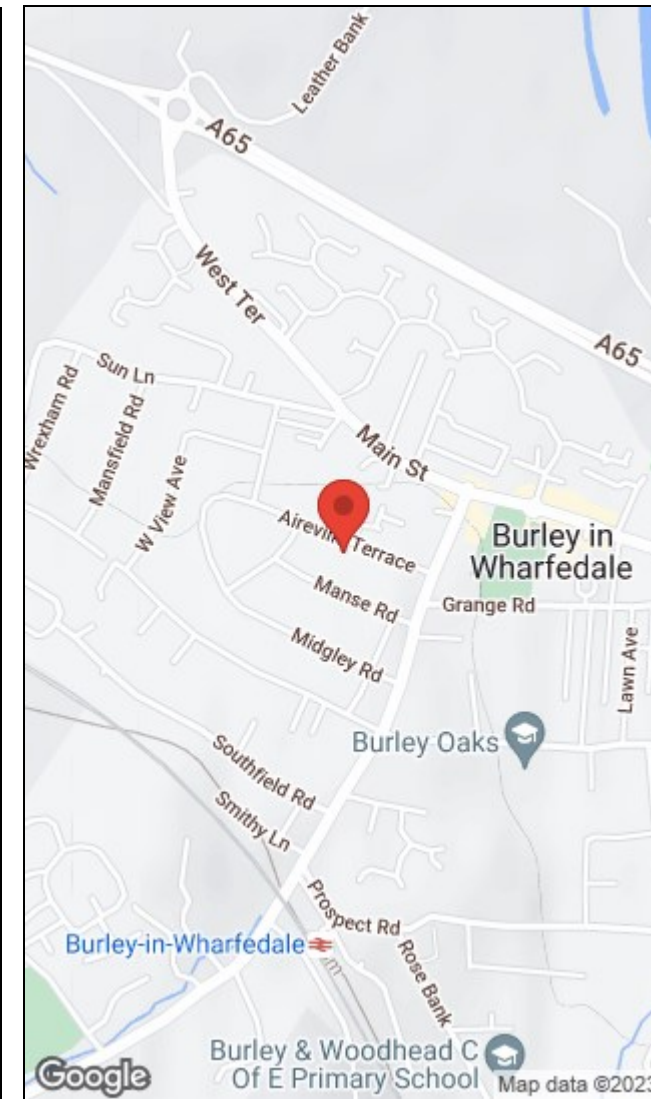 Leather Bank
A65
West Ter
A65
Sun Ln
Wrexham Rd
Mansfield Rd
Main St
W View Ave
Terrace
Burley in
Wharfedale
Manse Rd
Grange Rd
Midgley Rd
Lawn Ave
Burley Oaks
Southfield Rd
Smithy Ln
Prospect Rd
Burley-in-Wharfedale
Rose Bank
Burley & Woodhead C
Of E Primary School
Google
Map data ©2023